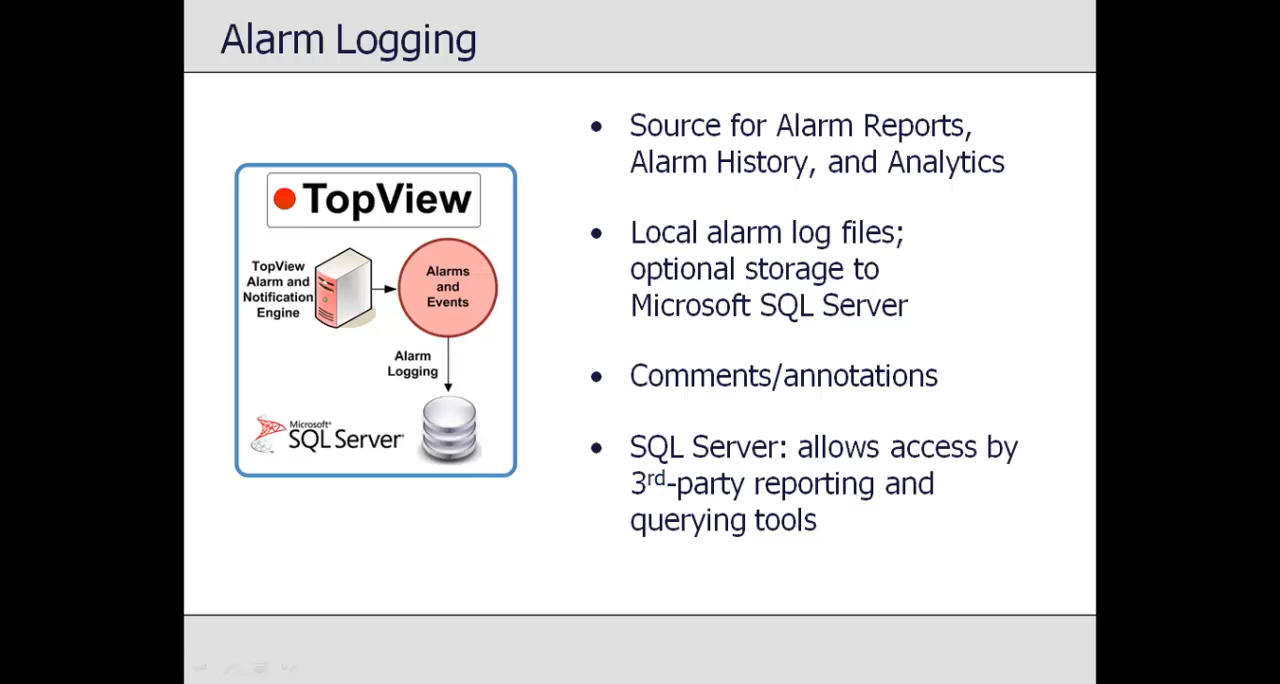 Alarm Logging
TopView
TopView
Alarm and
Notification
Engine
Alarms
and
Events
Alarm
Logging
Microsoft®
SQL Server
• Source for Alarm Reports,
Alarm History, and Analytics
• Local alarm log files;
optional storage to
Microsoft SQL Server
• Comments/annotations
• SQL Server: allows access by
3rd-party reporting and
querying tools